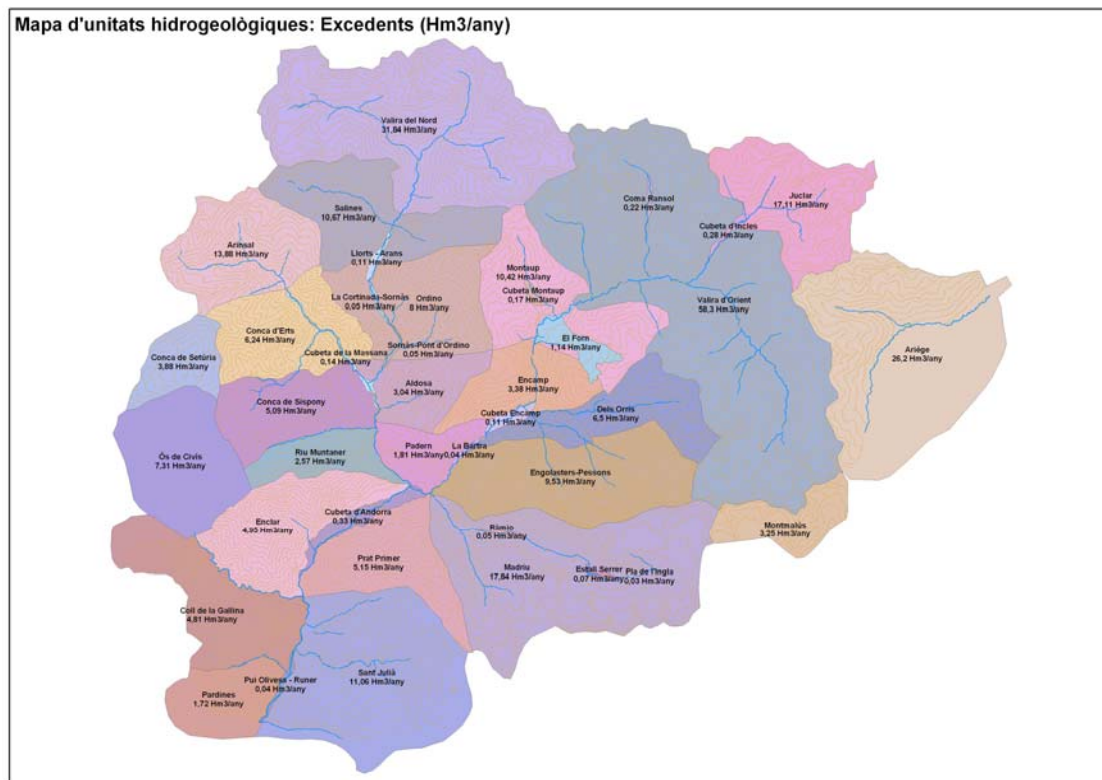 Mapa d'unitats hidrogeològiques: Excedents (Hm3/any)
Valira del Nord
31,84 Hm3/any
Coma Ransol
0,22 Hm3/any
Juclar
17,11 Hm3/any
Salines
10,67 Hm3/any
Cubeta d'Incles
0,28 Hm3/any
Arinsal
13,88 Hm3/any
Llorts - Arans
0,11 Hm3/any
Montaup
10,42 Hm3/any
Cubeta Montaup
0,17 Hm3/any
La Cortinada-Sornàs
0,05 Hm3/any
Ordino
8 Hm3/any
Valira d'Orient
58,3 Hm3/any
Conca d'Erts
6,24 Hm3/any
El Forn
1,14 Hm3/any
Sornàs-Pont d'Ordino
0,05 Hm3/any
Ariège
26,2 Hm3/any
Cubeta de la Massana
0,14 Hm3/any
Conca de Setúria
3,88 Hm3/any
Aldosa
3,04 Hm3/any
Encamp
3,38 Hm3/any
Conca de Sispony
5,09 Hm3/any
Cubeta Encamp
0,11 Hm3/any
Dels Orris
6,5 Hm3/any
Padern
1,81 Hm3/any
La Bartra
0,04 Hm3/any
Riu Muntaner
2,57 Hm3/any
Ós de Civís
7,31 Hm3/any
Engolasters-Pessons
9,53 Hm3/any
Cubeta d'Andorra
0,33 Hm3/any
Enclar
4,95 Hm3/any
Ràmio
0,05 Hm3/any
Montmalús
3,25 Hm3/any
Prat Primer
5,15 Hm3/any
Madriu
17,84 Hm3/any
Estall Serrer
0,07 Hm3/any
Pla de l'Ingla
0,03 Hm3/any
Coll de la Gallina
4,81 Hm3/any
Sant Julià
11,06 Hm3/any
Pui Olivesa - Runer
0,04 Hm3/any
Pardines
1,72 Hm3/any